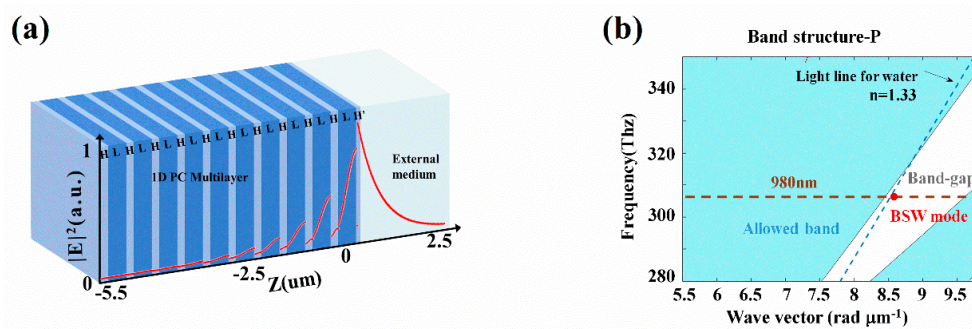 (a)
H L H L H L H L H L H L H L H L H L H L H'
1
1D PC Multilayer
External
medium
|E|²(a.u.)
0
-5.5
-2.5
0
2.5
Z(um)
(b)
Band structure-P
Light line for water
n=1.33
980nm
Band-gap
BSW mode
Allowed band
Frequency(Thz)
340
320
300
280
5.5 6 6.5 7 7.5 8 8.5 9 9.5
Wave vector (rad μm⁻¹)